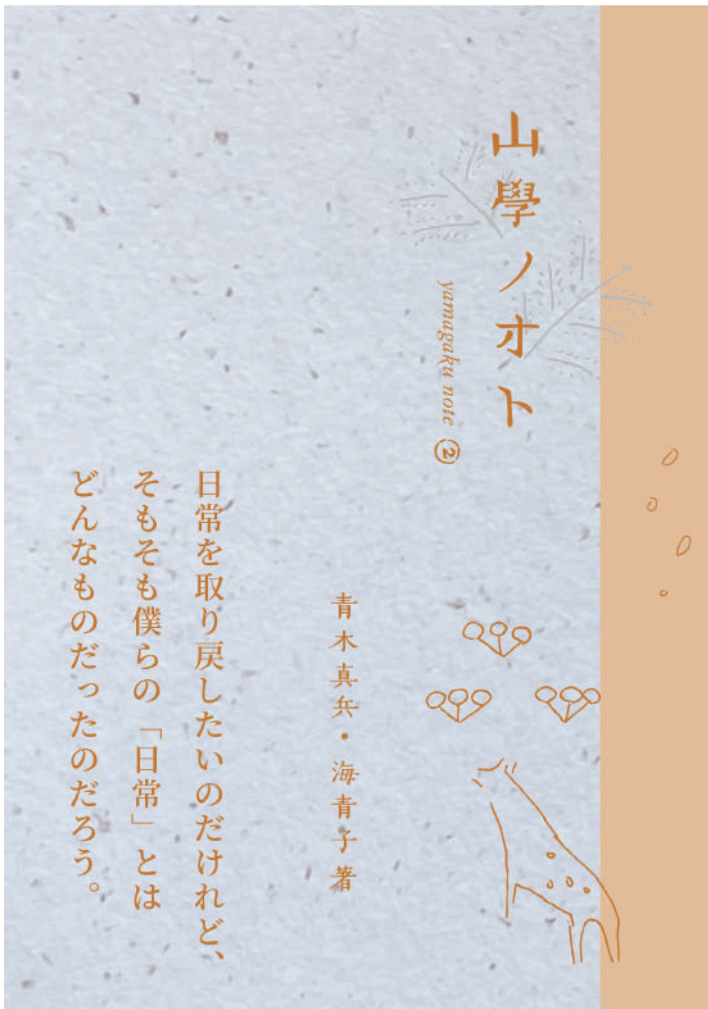 山學ノオト
yamagaku note ②
青木真兵・海青子著
日常を取り戻したいのだけれど、
そもそも僕らの「日常」とは
どんなものだったのだろう。